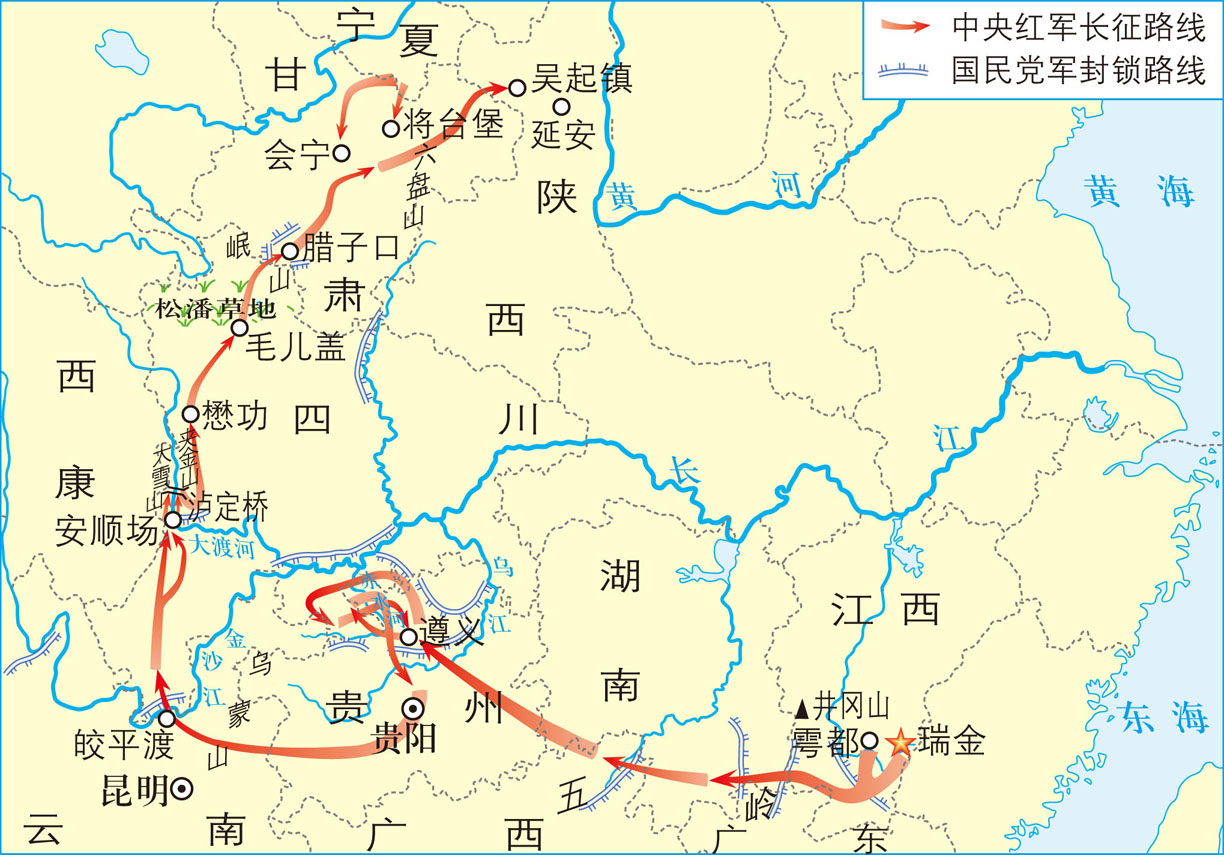 中央红军长征路线
国民党军封锁路线
宁夏
甘肃
吴起镇
将台堡
延安
会宁
六盘山
陕西
黄河
黄海
岷山
腊子口
松潘草地
毛儿盖
西康
懋功
四川
夹金山
大雪山
泸定桥
安顺场
大渡河
长江
乌江
赤水河
遵义
湖南
江西
金沙江
乌蒙山
贵州
贵阳
皎平渡
昆明
井冈山
雩都
瑞金
东海
五岭
云南
广西
广东